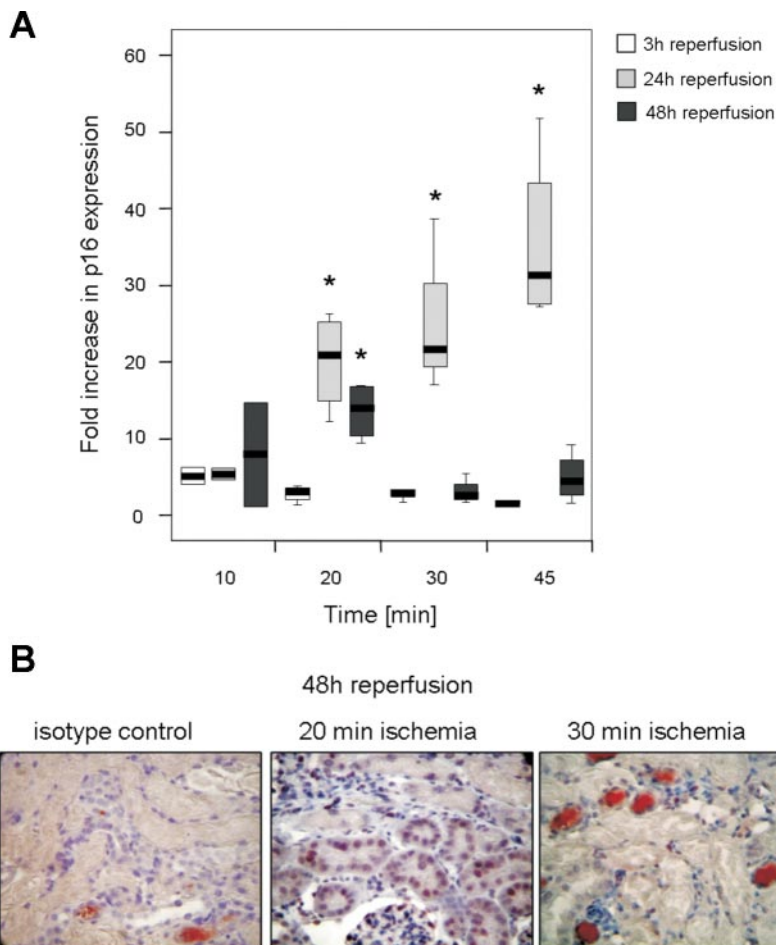 A
Fold increase in p16 expression
60
50
40
30
20
10
0
* * * *
10 20 30 45
Time [min]
3h reperfusion
24h reperfusion
48h reperfusion
B
48h reperfusion
isotype control 20 min ischemia 30 min ischemia